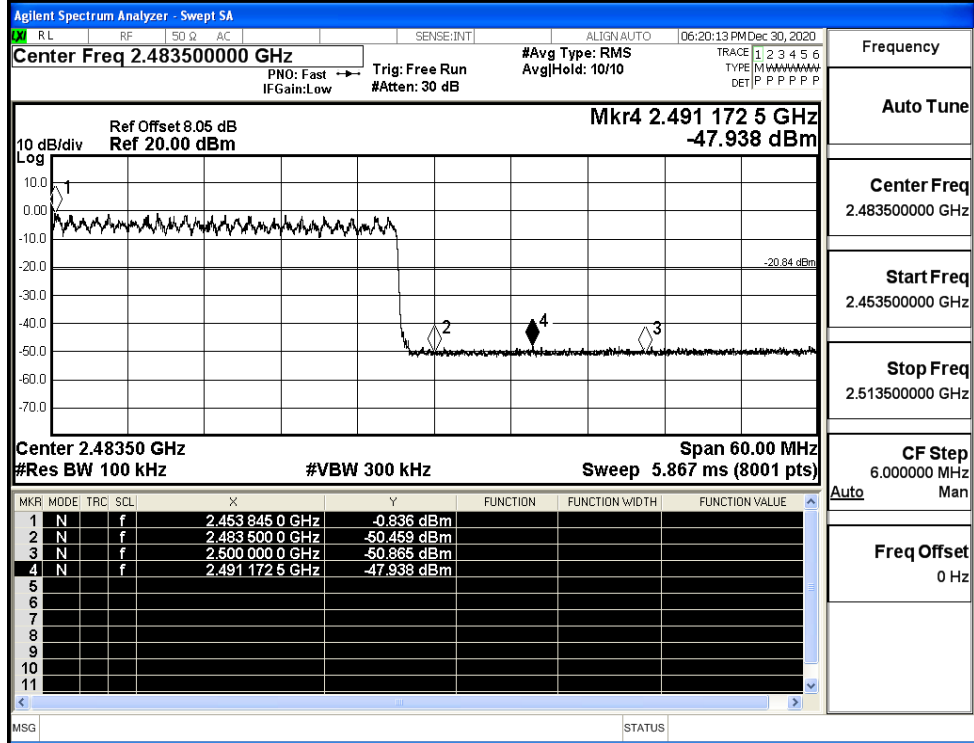 Agilent Spectrum Analyzer - Swept SA
LXI RL RF 50 Ω AC SENSE:INT ALIGN AUTO 06:20:13 PM Dec 30, 2020
Center Freq 2.483500000 GHz
PNO: Fast
IFGain:Low
Trig: Free Run
#Atten: 30 dB
#Avg Type: RMS
Avg|Hold: 10/10
TRACE 1 2 3 4 5 6
TYPE M W W W W W
DET P P P P P P
Mkr4 2.491 172 5 GHz
-47.938 dBm
Ref Offset 8.05 dB
10 dB/div Ref 20.00 dBm
Log
10.0
0.00
-10.0
-20.0
-30.0
-40.0
-50.0
-60.0
-70.0
1
2
4
3
-20.84 dBm
Center 2.48350 GHz Span 60.00 MHz
#Res BW 100 kHz #VBW 300 kHz Sweep 5.867 ms (8001 pts)
MKR MODE TRC SCL X Y FUNCTION FUNCTION WIDTH FUNCTION VALUE
1 N f 2.453 845 0 GHz -0.836 dBm
2 N f 2.483 500 0 GHz -50.459 dBm
3 N f 2.500 000 0 GHz -50.865 dBm
4 N f 2.491 172 5 GHz -47.938 dBm
5
6
7
8
9
10
11
MSG STATUS
Frequency
Auto Tune
Center Freq
2.483500000 GHz
Start Freq
2.453500000 GHz
Stop Freq
2.513500000 GHz
CF Step
6.000000 MHz
Auto Man
Freq Offset
0 Hz